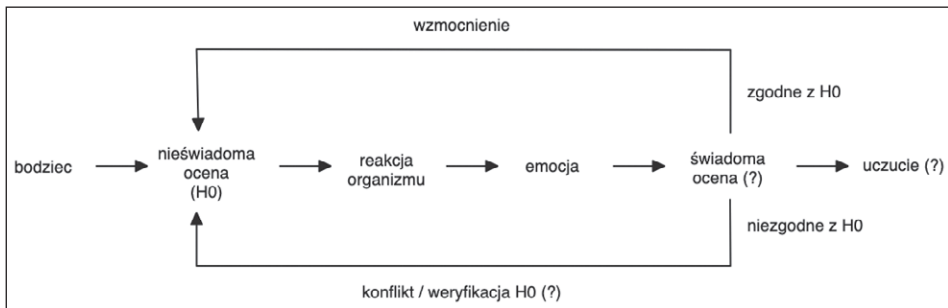 wzmocnienie
zgodne z H0
bodziec
nieświadoma
ocena
(H0)
reakcja
organizmu
emocja
świadoma
ocena (?)
uczucie (?)
niezgodne z H0
konflikt / weryfikacja H0 (?)